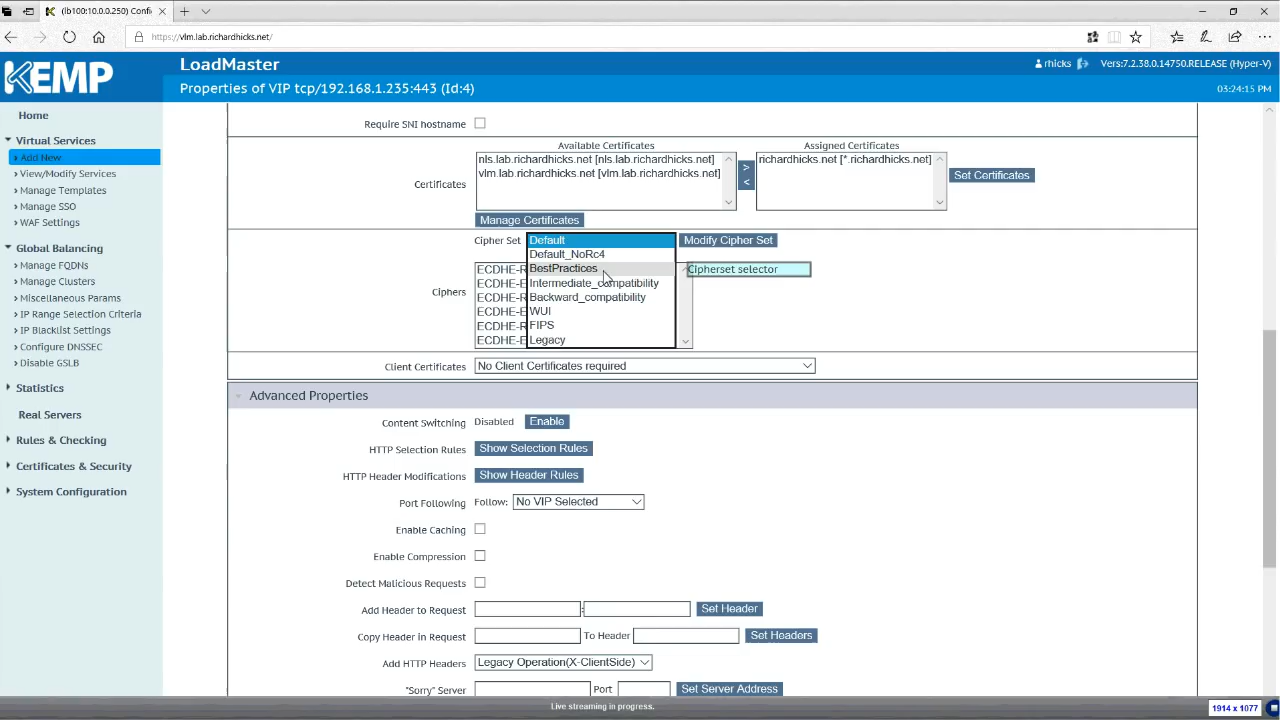 (lb100:10.0.0.250) Confi
https://vlm.lab.richardhicks.net/
KEMP
LoadMaster
rhicks
Vers:7.2.38.0.14750.RELEASE (Hyper-V)
Properties of VIP tcp/192.168.1.235:443 (Id:4)
03:24:15 PM
Home
Virtual Services
Add New
View/Modify Services
Manage Templates
Manage SSO
WAF Settings
Global Balancing
Manage FQDNs
Manage Clusters
Miscellaneous Params
IP Range Selection Criteria
IP Blacklist Settings
Configure DNSSEC
Disable GSLB
Statistics
Real Servers
Rules & Checking
Certificates & Security
System Configuration
Require SNI hostname
Available Certificates
Assigned Certificates
Certificates
nls.lab.richardhicks.net [nls.lab.richardhicks.net]
vlm.lab.richardhicks.net [vlm.lab.richardhicks.net]
>
<
richardhicks.net [*.richardhicks.net]
Set Certificates
Manage Certificates
Cipher Set
Default
Modify Cipher Set
Default_NoRc4
BestPractices
Intermediate_compatibility
Backward_compatibility
WUI
FIPS
Legacy
Cipherset selector
Ciphers
ECDHE-R
ECDHE-E
ECDHE-R
ECDHE-E
ECDHE-R
ECDHE-E
Client Certificates
No Client Certificates required
Advanced Properties
Content Switching
Disabled
Enable
HTTP Selection Rules
Show Selection Rules
HTTP Header Modifications
Show Header Rules
Port Following
Follow:
No VIP Selected
Enable Caching
Enable Compression
Detect Malicious Requests
Add Header to Request
:
Set Header
Copy Header in Request
To Header
Set Headers
Add HTTP Headers
Legacy Operation(X-ClientSide)
"Sorry" Server
Port
Set Server Address
Live streaming in progress.
1914 x 1077